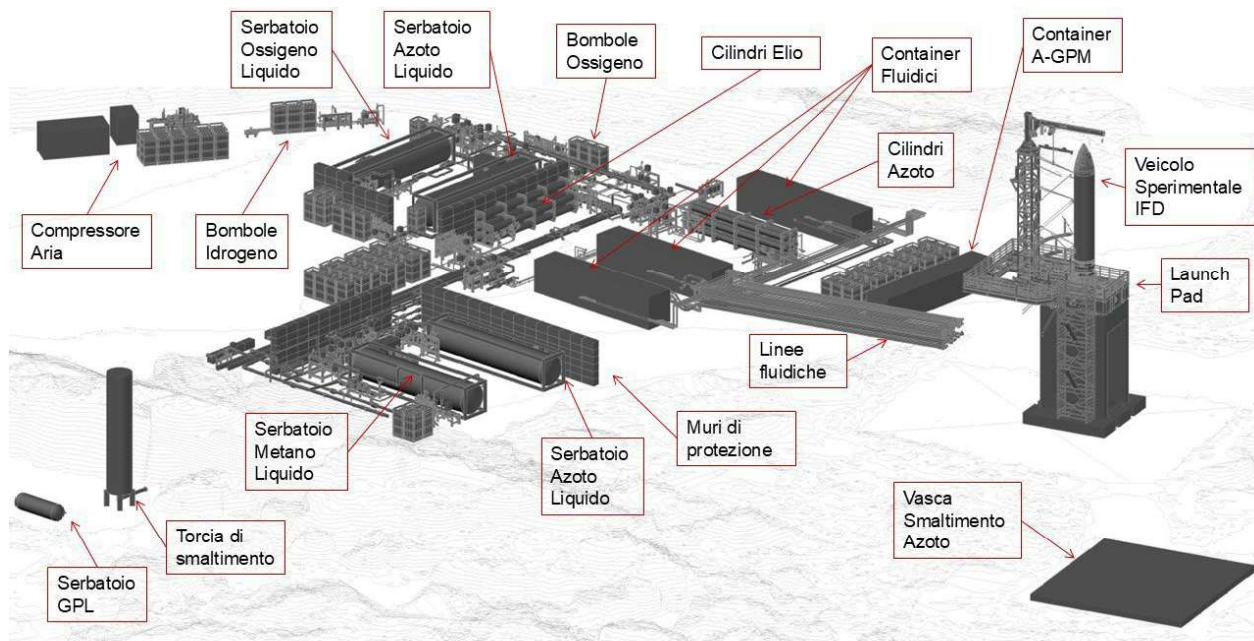 Serbatoio
Ossigeno
Liquido
Serbatoio
Azoto
Liquido
Bombole
Ossigeno
Cilindri Elio
Container
Fluidici
Container
A-GPM
Cilindri
Azoto
Veicolo
Sperimentale
IFD
Compressore
Aria
Bombole
Idrogeno
Launch
Pad
Linee
fluidiche
Serbatoio
Metano
Liquido
Serbatoio
Azoto
Liquido
Muri di
protezione
Vasca
Smaltimento
Azoto
Torcia di
smaltimento
Serbatoio
GPL